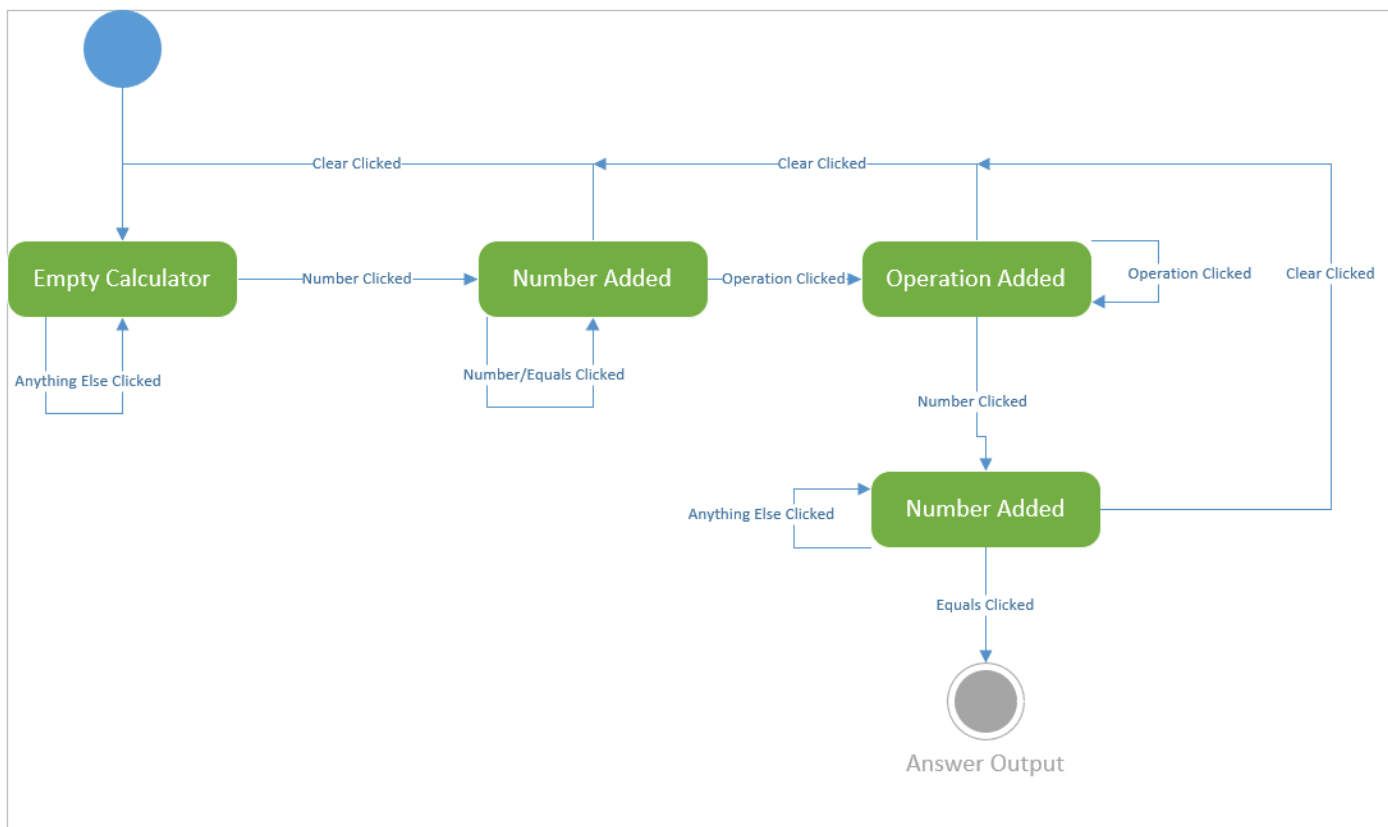 Clear Clicked
Clear Clicked
Empty Calculator
Number Clicked
Number Added
Operation Clicked
Operation Added
Operation Clicked
Clear Clicked
Anything Else Clicked
Number/Equals Clicked
Number Clicked
Anything Else Clicked
Number Added
Equals Clicked
Answer Output